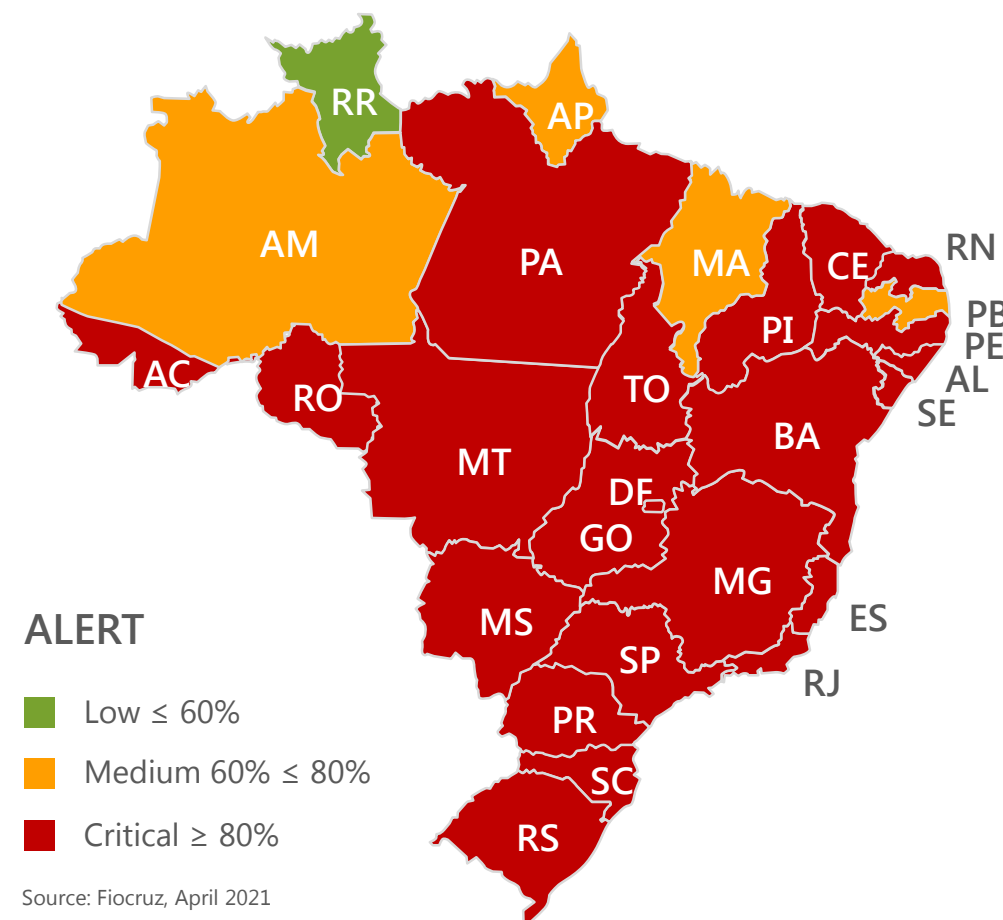 RR
AP
AM
PA
MA
CE
RN
PB
PI
PE
AC
RO
TO
AL
SE
BA
MT
DF
GO
MG
MS
ES
SP
RJ
PR
SC
RS
ALERT
Low ≤ 60%
Medium 60% ≤ 80%
Critical ≥ 80%
Source: Fiocruz, April 2021